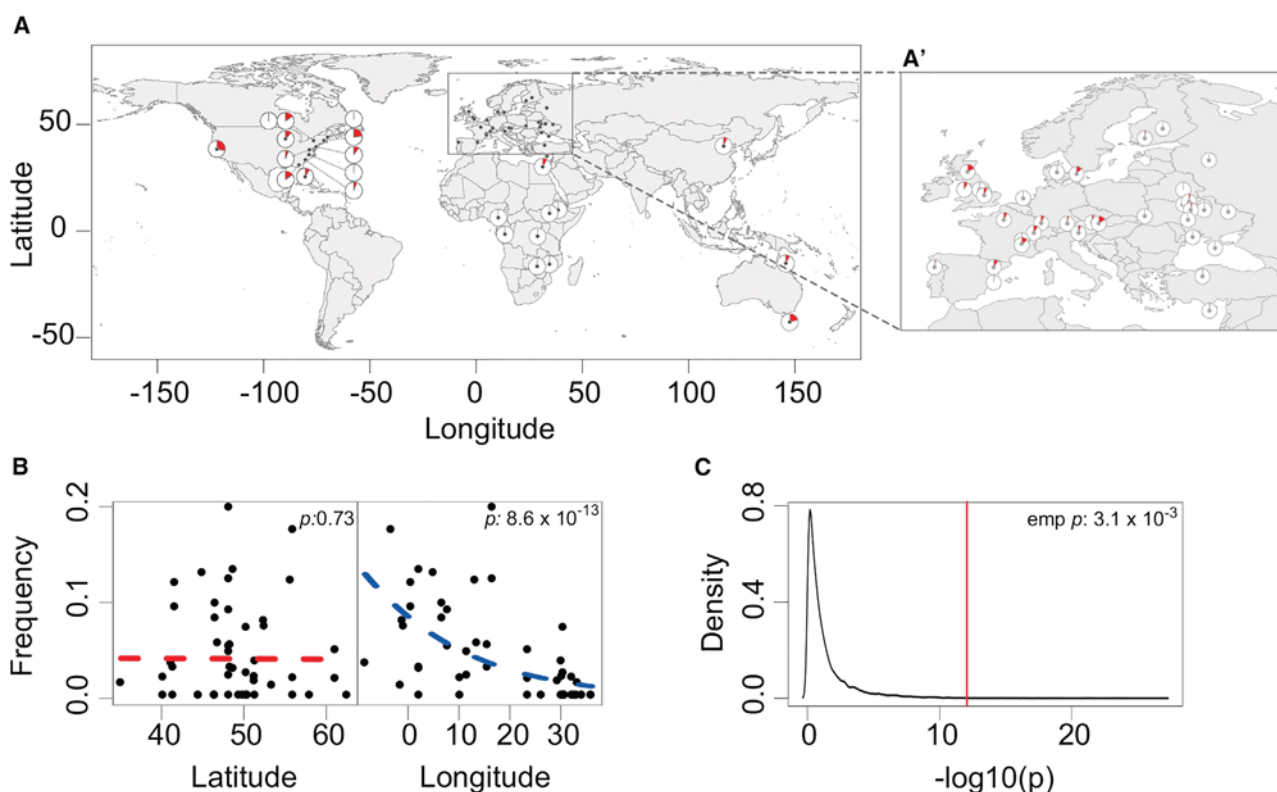 A
A'
Latitude
50
0
-50
-150
-100
-50
0
50
100
150
Longitude
B
Frequency
0.2
0.1
0.0
p:0.73
p: 8.6 x 10⁻¹³
40
50
60
0
10
20
30
Latitude
Longitude
C
Density
0.8
0.4
0.0
emp p: 3.1 x 10⁻³
0
10
20
-log10(p)